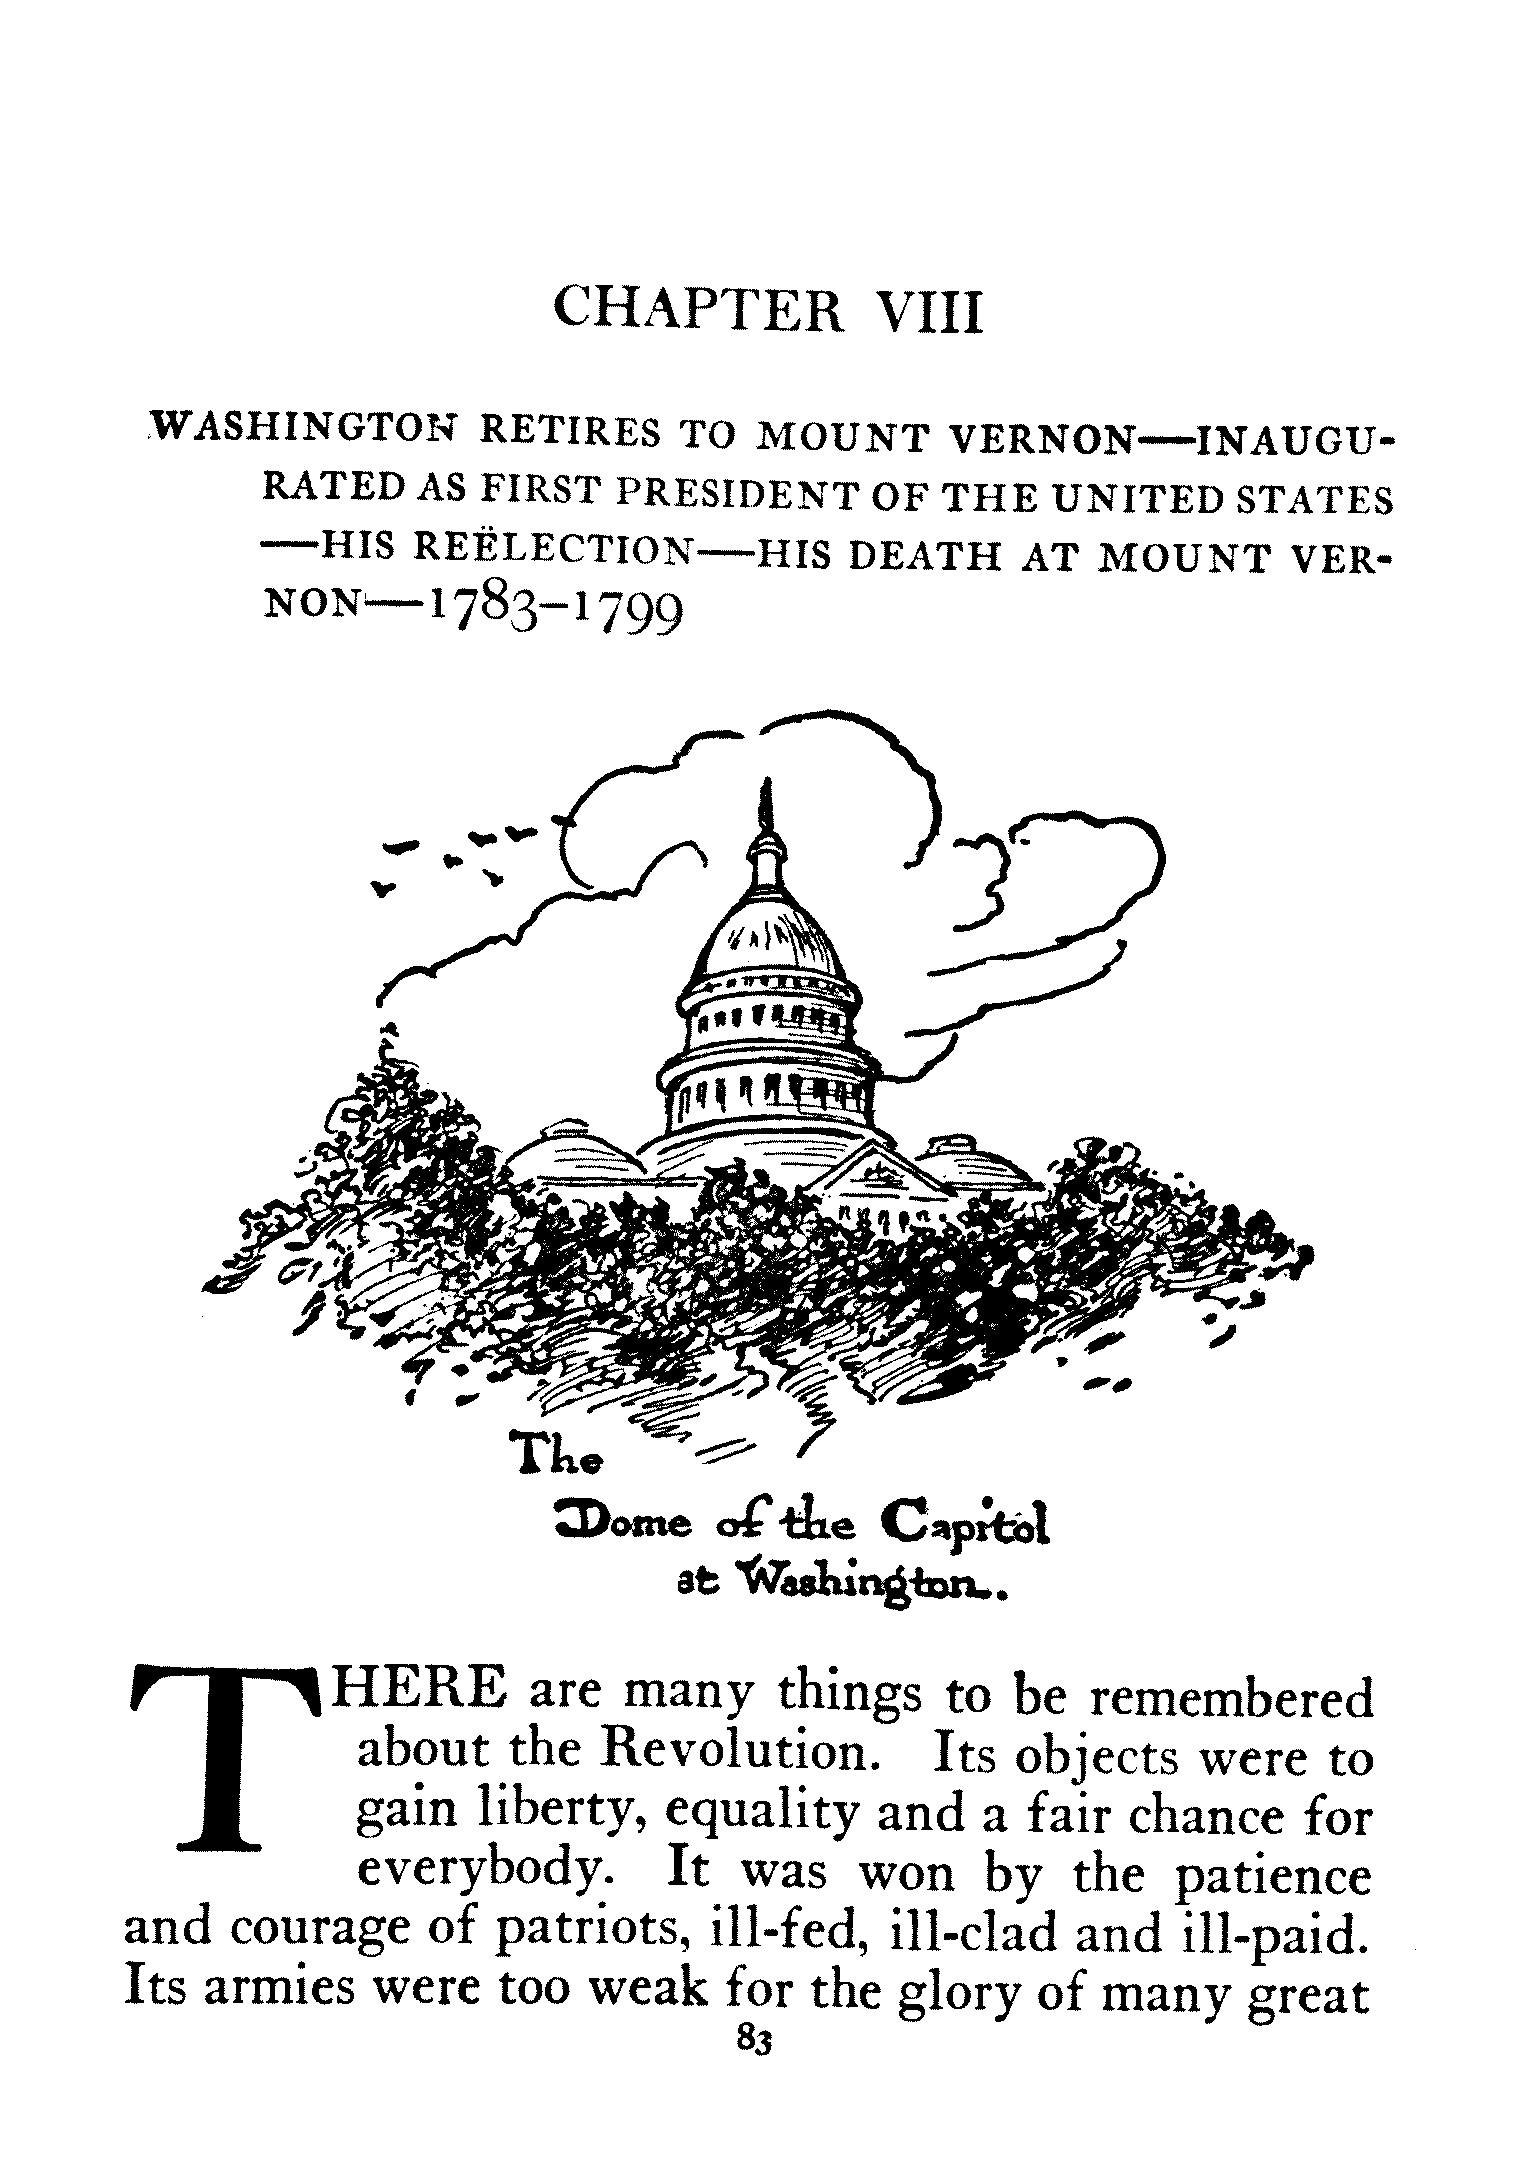 CHAPTER VIII
WASHINGTON RETIRES TO MOUNT VERNON—INAUGU-
RATED AS FIRST PRESIDENT OF THE UNITED STATES
—HIS REËLECTION—HIS DEATH AT MOUNT VER-
NON—1783–1799
The
Dome of the Capitol
at Washington.
THERE are many things to be remembered
about the Revolution. Its objects were to
gain liberty, equality and a fair chance for
everybody. It was won by the patience
and courage of patriots, ill-fed, ill-clad and ill-paid.
Its armies were too weak for the glory of many great
83